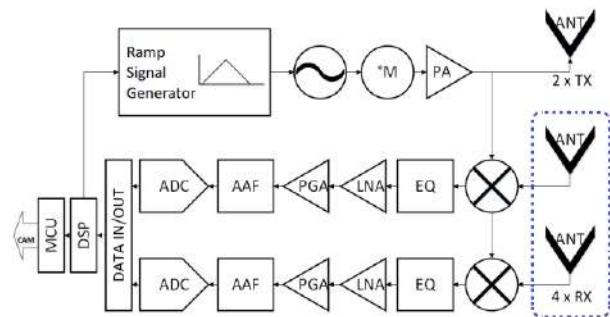 Ramp
Signal
Generator
*M
PA
ANT
2 x TX
ANT
ADC
AAF
PGA
LNA
EQ
CAM
MCU
DSP
DATA IN/OUT
ANT
ADC
AAF
PGA
LNA
EQ
4 x RX